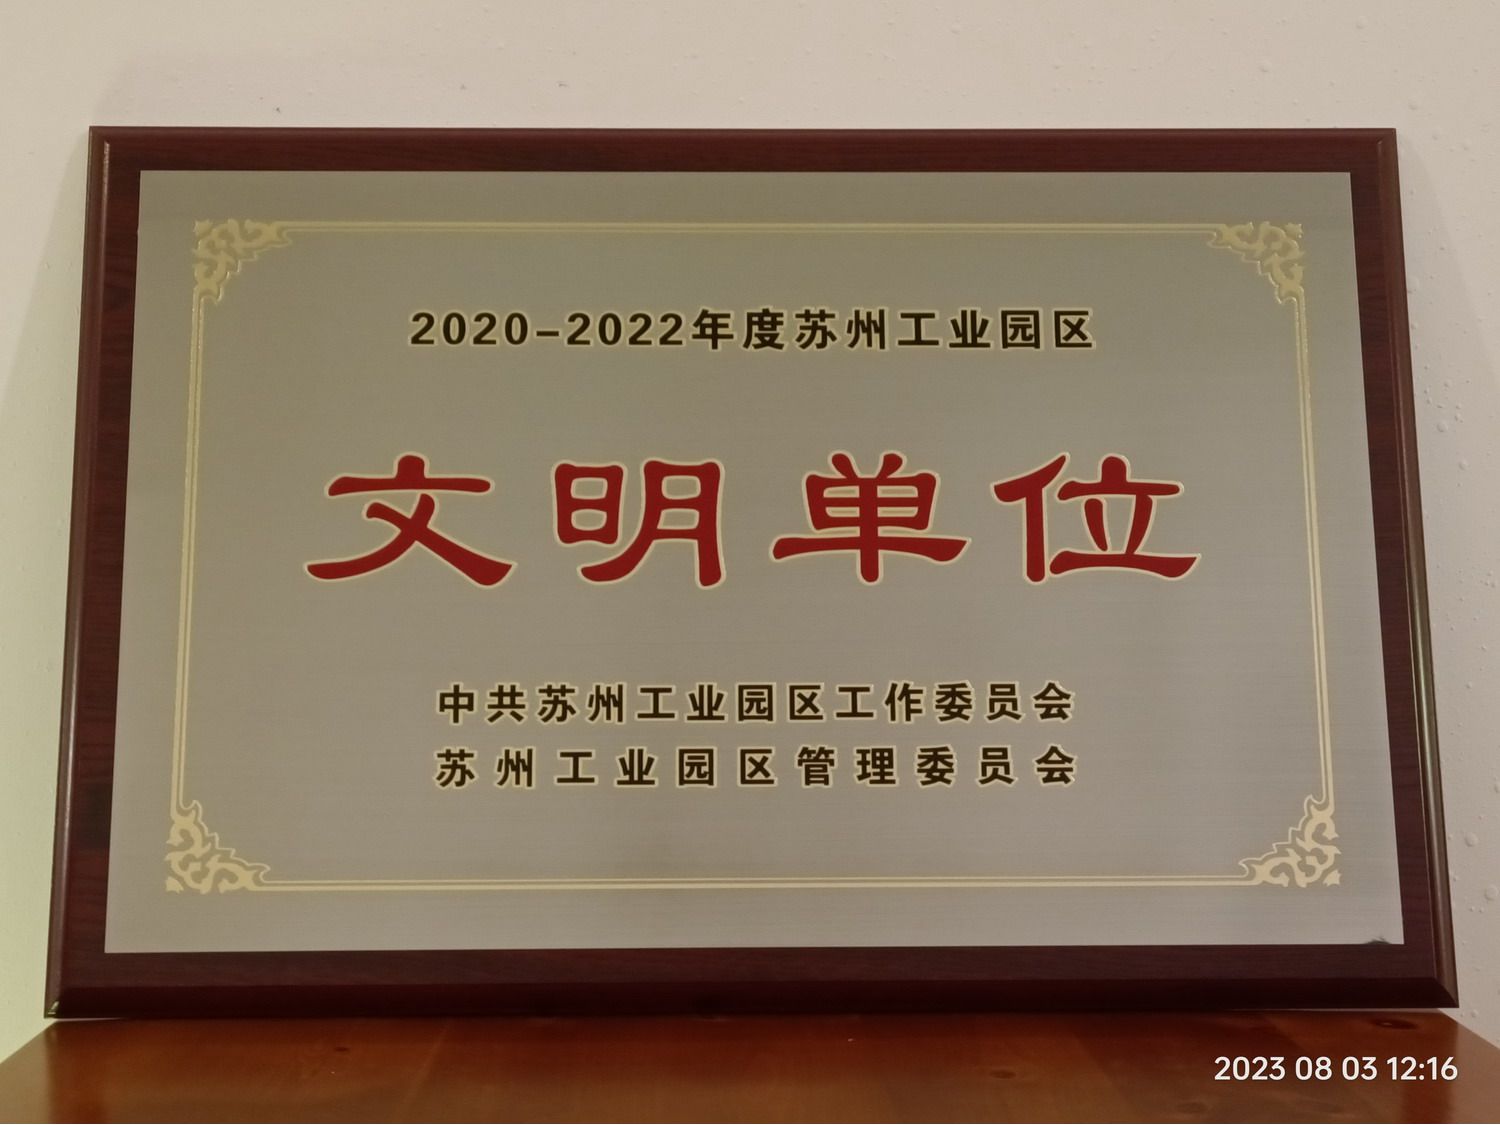 2020-2022年度苏州工业园区
文明单位
中共苏州工业园区工作委员会
苏州工业园区管理委员会
2023 08 03 12:16